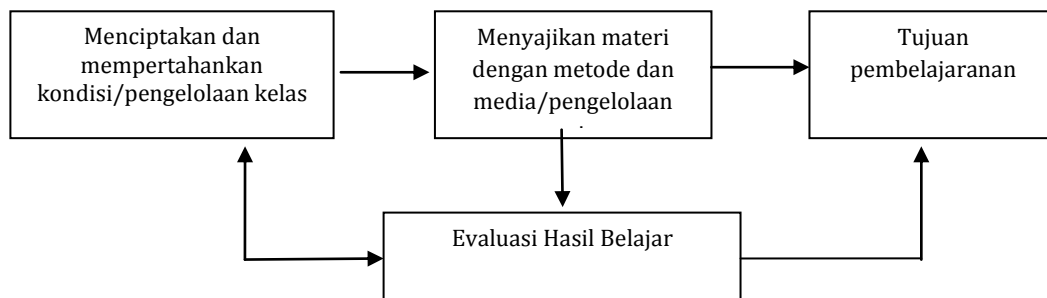 Menciptakan dan
mempertahankan
kondisi/pengelolaan kelas
Menyajikan materi
dengan metode dan
media/pengelolaan
Tujuan
pembelajaranan
Evaluasi Hasil Belajar